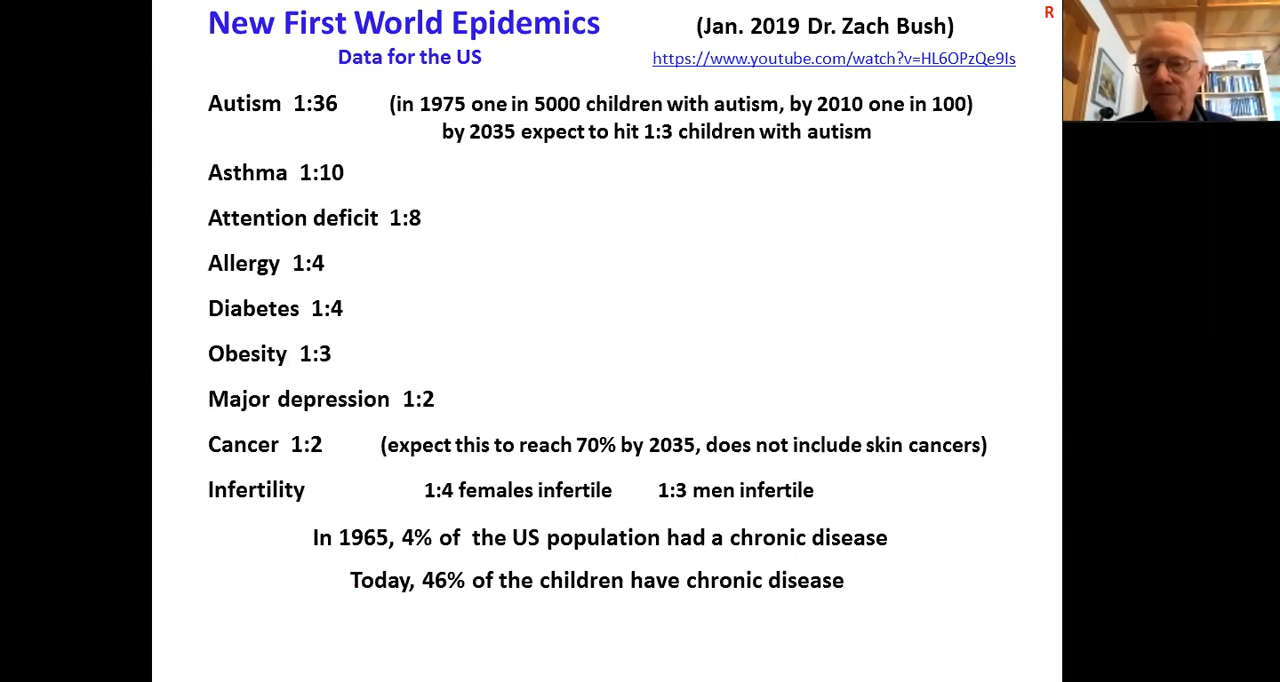 New First World Epidemics (Jan. 2019 Dr. Zach Bush) R
Data for the US https://www.youtube.com/watch?v=HL6OPzQe9Is
Autism 1:36 (in 1975 one in 5000 children with autism, by 2010 one in 100)
by 2035 expect to hit 1:3 children with autism
Asthma 1:10
Attention deficit 1:8
Allergy 1:4
Diabetes 1:4
Obesity 1:3
Major depression 1:2
Cancer 1:2 (expect this to reach 70% by 2035, does not include skin cancers)
Infertility 1:4 females infertile 1:3 men infertile
In 1965, 4% of the US population had a chronic disease
Today, 46% of the children have chronic disease